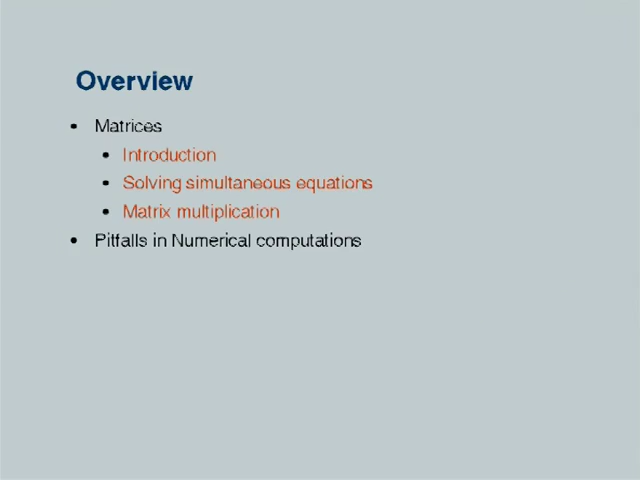 Overview
• Matrices
• Introduction
• Solving simultaneous equations
• Matrix multiplication
• Pitfalls in Numerical computations